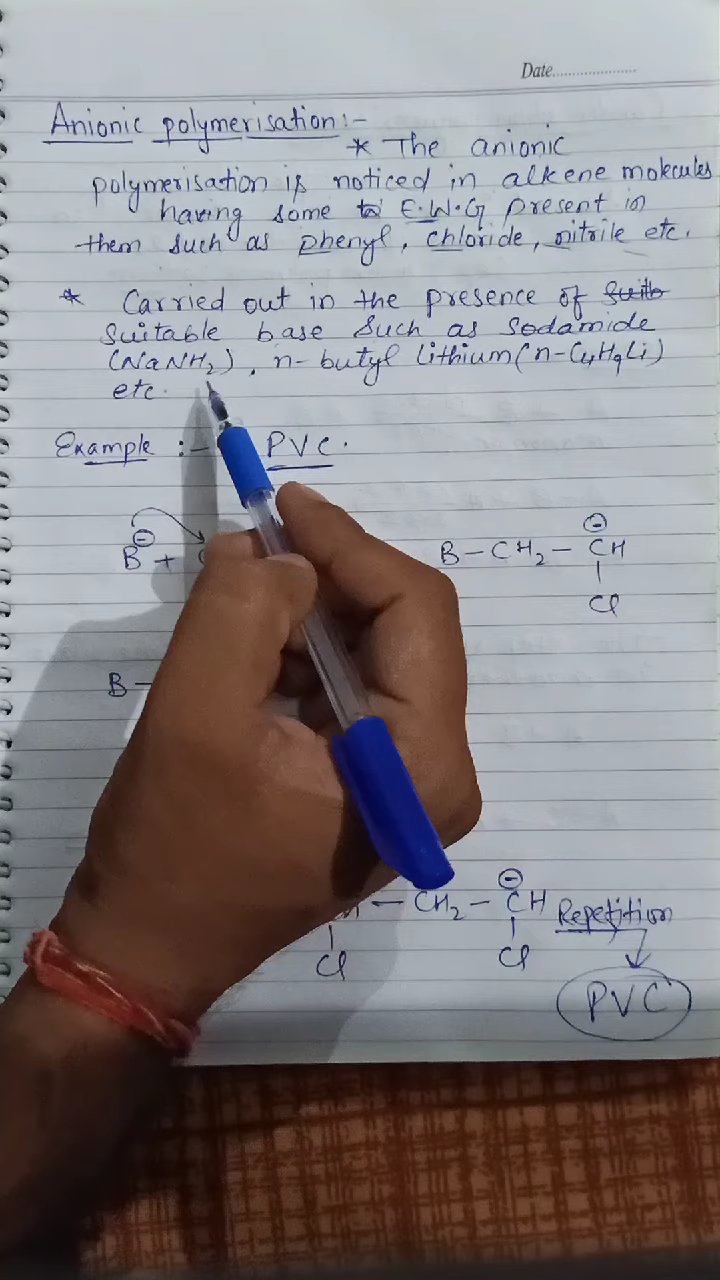 Date....................
Anionic polymerisation:-
* The anionic
polymerisation is noticed in alkene molecules
having some E.W.G present in
them such as phenyl, chloride, nitrile etc.
* Carried out in the presence of
suitable base such as Sodamide
(NaNH2), n-butyl lithium (n-C4H9Li)
etc.
Example :- PVC.
B⊖ + B-CH2-CH⊖
Cl
B-
-CH2-CH⊖ Repetition
Cl Cl
PVC